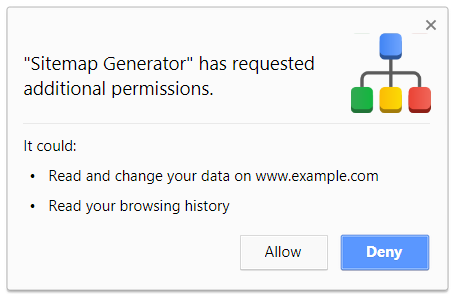 "Sitemap Generator" has requested
additional permissions.
It could:
• Read and change your data on www.example.com
• Read your browsing history
Allow
Deny